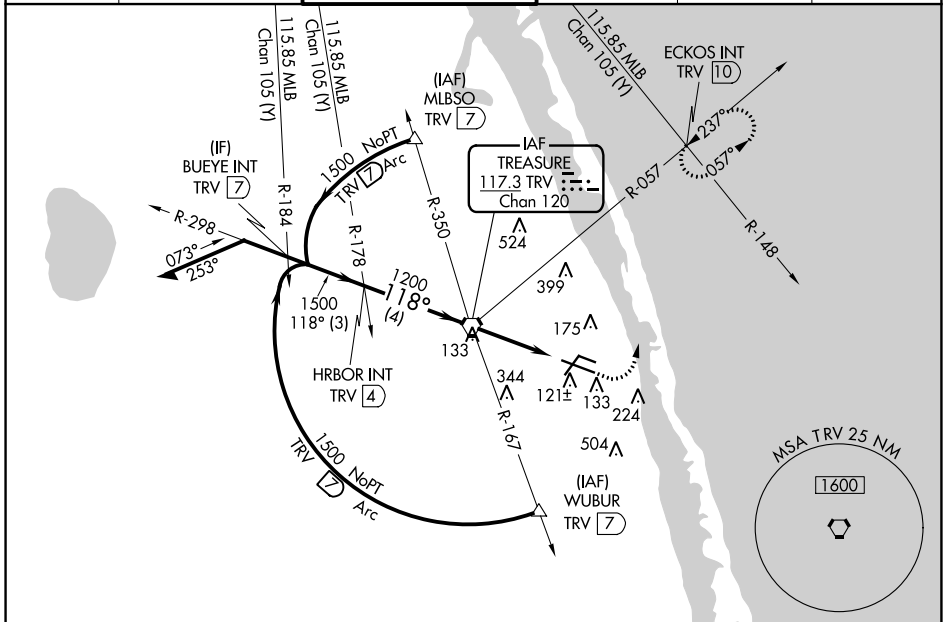 115.85 MLB
Chan 105 (Y)
115.85 MLB
Chan 105 (Y)
115.85 MLB
Chan 105 (Y)
ECKOS INT
TRV 10
(IAF)
MLBSO
TRV 7
237°
057°
IAF
TREASURE
117.3 TRV
Chan 120
1500 NoPT
TRV 7 Arc
(IF)
BUEYE INT
TRV 7
R-184
R-178
R-350
R-057
R-148
R-298
073°
253°
524
399
1500
118° (3)
1200
118°
(4)
175
133
HRBOR INT
TRV 4
344
121±
133
224
R-167
504
1500 NoPT
TRV 7 Arc
(IAF)
WUBUR
TRV 7
MSA TRV 25 NM
1600